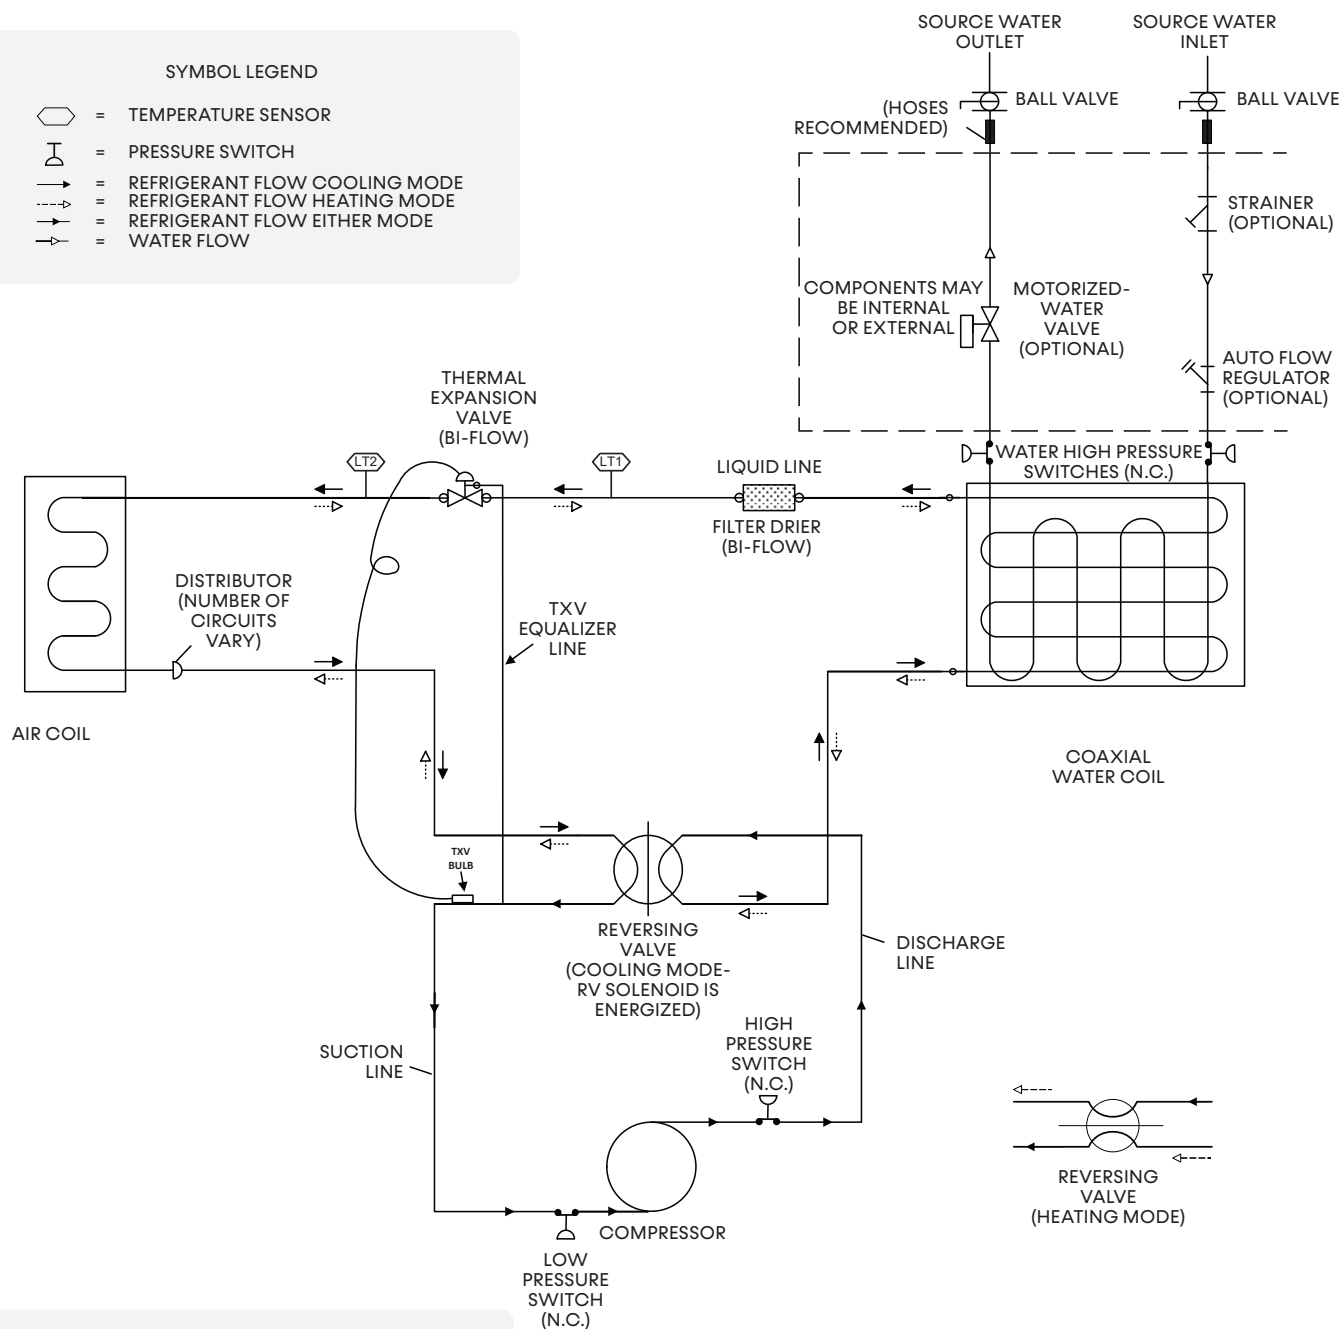 SYMBOL LEGEND
= TEMPERATURE SENSOR
= PRESSURE SWITCH
= REFRIGERANT FLOW COOLING MODE
= REFRIGERANT FLOW HEATING MODE
= REFRIGERANT FLOW EITHER MODE
= WATER FLOW
SOURCE WATER
OUTLET
SOURCE WATER
INLET
BALL VALVE
BALL VALVE
(HOSES
RECOMMENDED)
STRAINER
(OPTIONAL)
COMPONENTS MAY
BE INTERNAL
OR EXTERNAL
MOTORIZED-
WATER
VALVE
(OPTIONAL)
AUTO FLOW
REGULATOR
(OPTIONAL)
WATER HIGH PRESSURE
SWITCHES (N.C.)
THERMAL
EXPANSION
VALVE
(BI-FLOW)
LT2
LT1
LIQUID LINE
FILTER DRIER
(BI-FLOW)
DISTRIBUTOR
(NUMBER OF
CIRCUITS
VARY)
TXV
EQUALIZER
LINE
AIR COIL
COAXIAL
WATER COIL
TXV
BULB
REVERSING
VALVE
(COOLING MODE-
RV SOLENOID IS
ENERGIZED)
DISCHARGE
LINE
SUCTION
LINE
HIGH
PRESSURE
SWITCH
(N.C.)
COMPRESSOR
LOW
PRESSURE
SWITCH
(N.C.)
REVERSING
VALVE
(HEATING MODE)